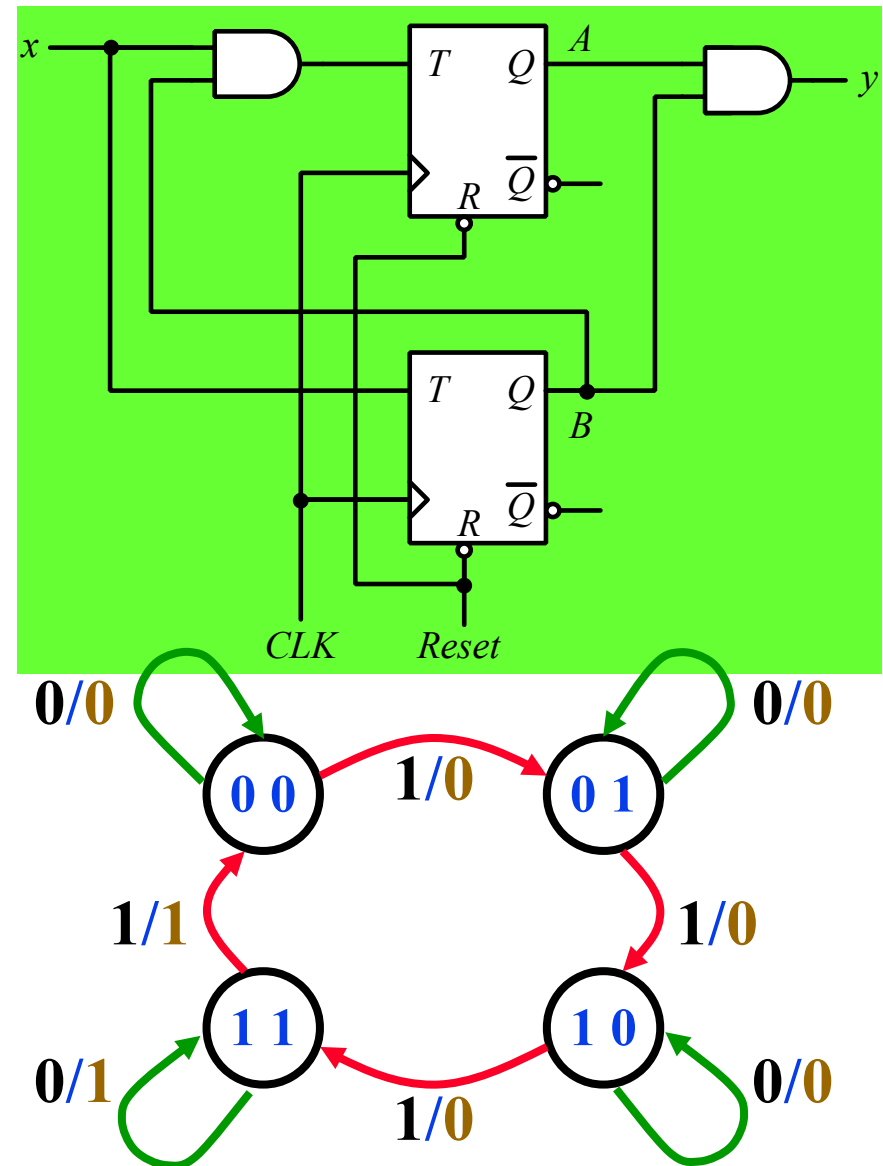 x
A
T Q
y
Q̅
R
T Q
B
Q̅
R
CLK Reset
0/0 0/0
0 0 1/0 0 1
1/1 1/0
1 1 1 0
0/1 1/0 0/0